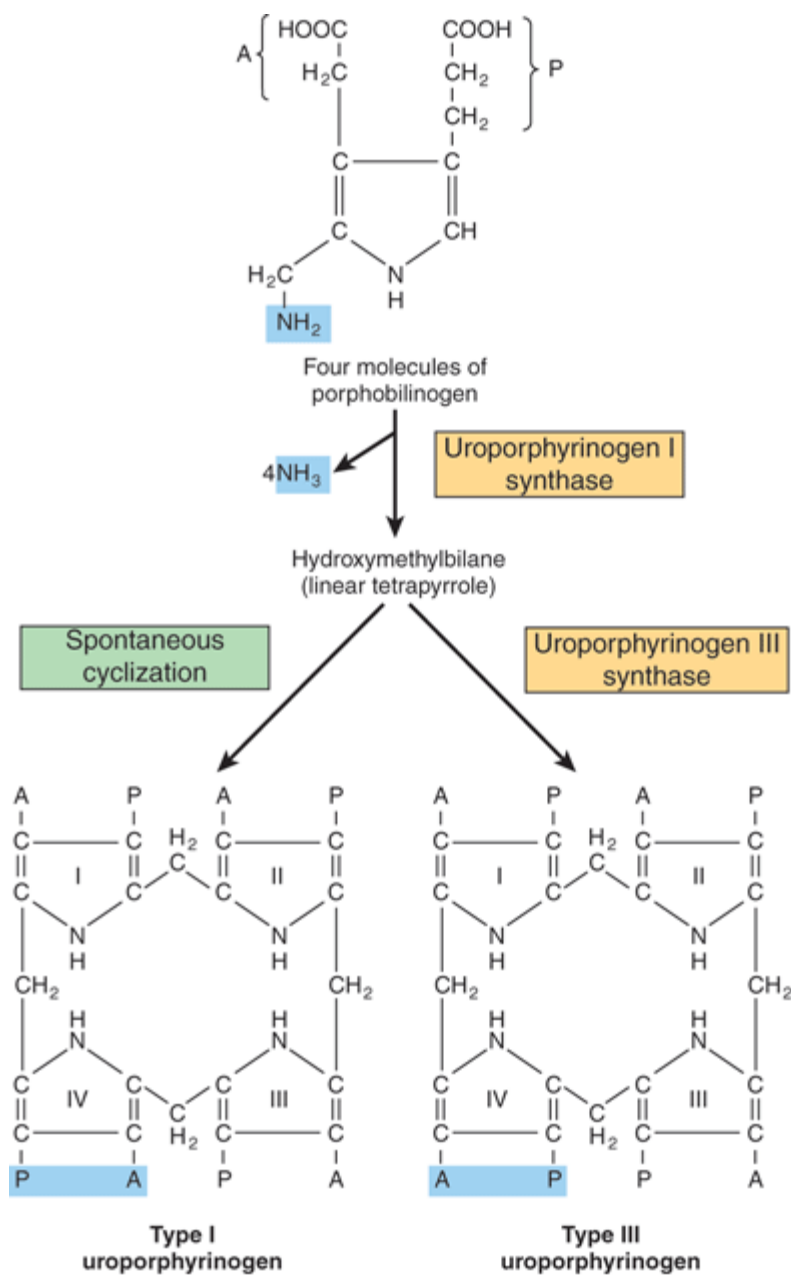 HOOC COOH
A H₂C CH₂ P
CH₂
C C
C CH
H₂C N
H
NH₂
Four molecules of
porphobilinogen
4NH₃
Uroporphyrinogen I
synthase
Hydroxymethylbilane
(linear tetrapyrrole)
Spontaneous
cyclization
Uroporphyrinogen III
synthase
A P A P
C C H₂ C C
I C II
C C C C
N N
H H
CH₂ CH₂
H H
N N
C C C C
IV C III
C C H₂ C C
P A P A
Type I
uroporphyrinogen
A P A P
C C H₂ C C
I C II
C C C C
N N
H H
CH₂ CH₂
H H
N N
C C C C
IV C III
C C H₂ C C
A P P A
Type III
uroporphyrinogen